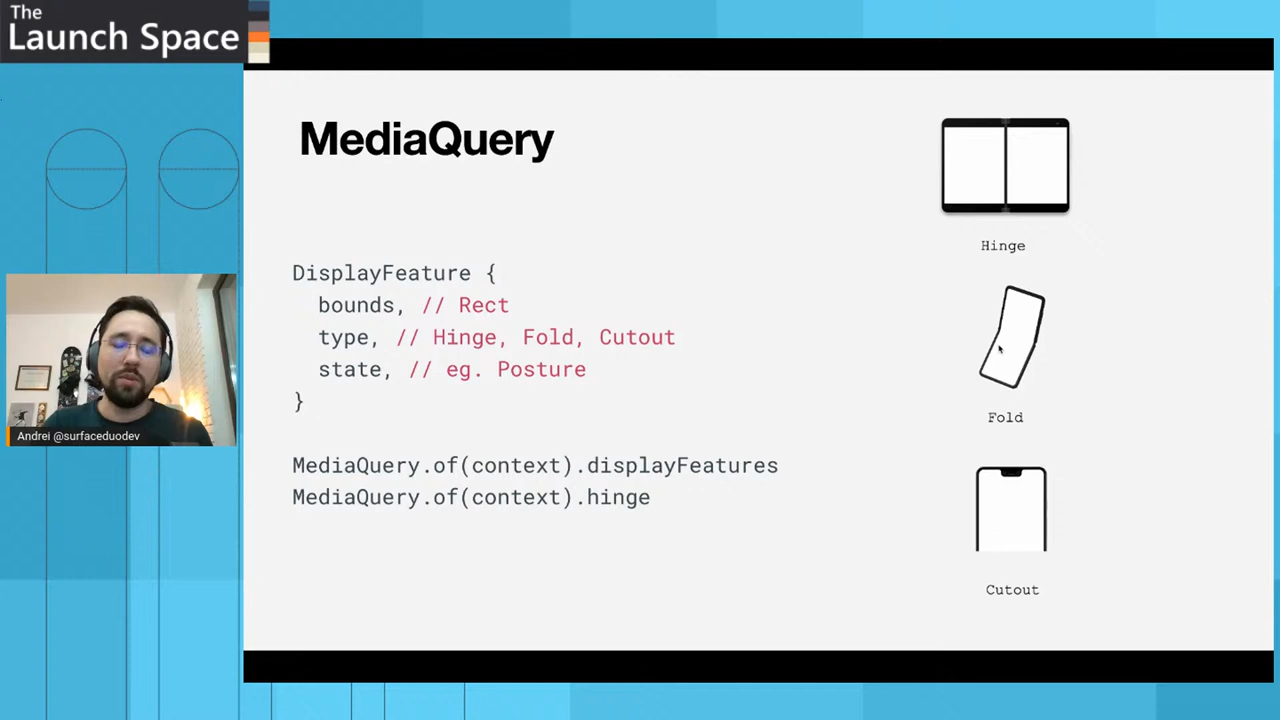 The
Launch Space
MediaQuery
DisplayFeature {
bounds, // Rect
type, // Hinge, Fold, Cutout
state, // eg. Posture
}
MediaQuery.of(context).displayFeatures
MediaQuery.of(context).hinge
Hinge
Fold
Cutout
Andrei @surfaceduodev